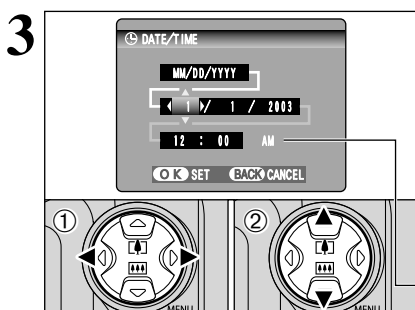 3
DATE/TIME
MM/DD/YYYY
1 / 1 / 2003
12 : 00 AM
OK SET BACK CANCEL
① ②
MENU MENU